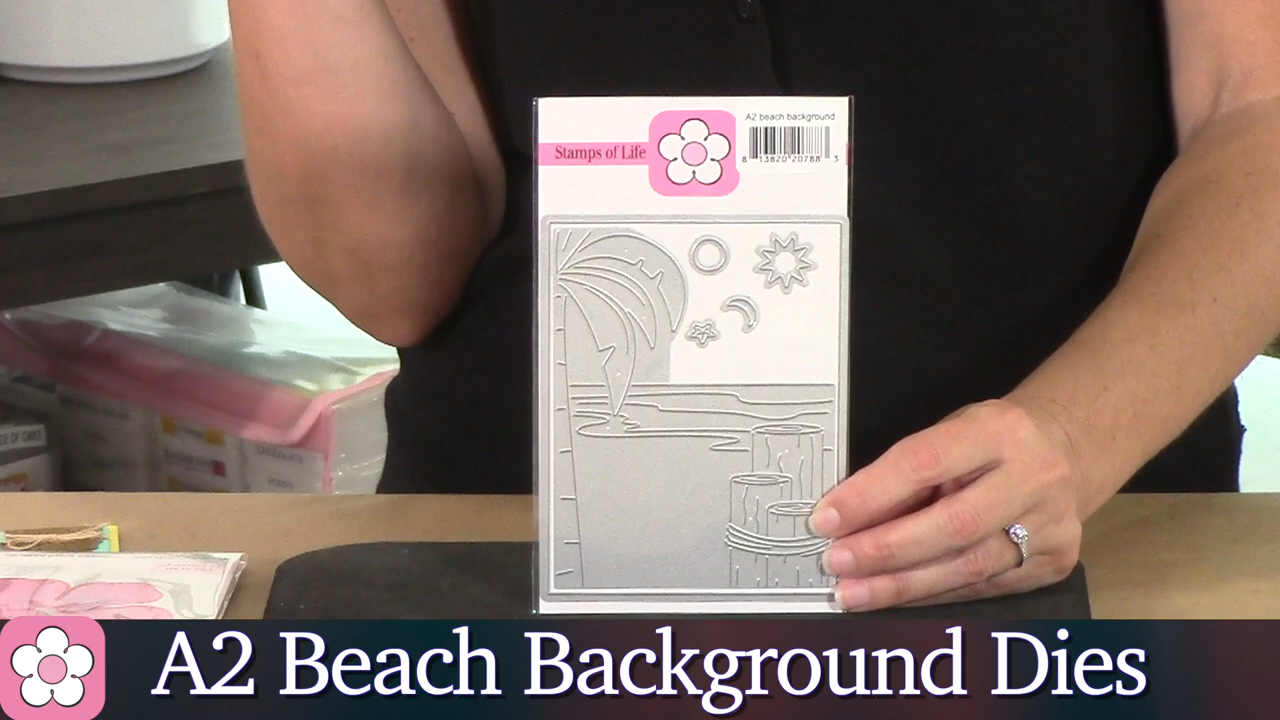 A2 beach background
Stamps of Life
8 13820 20788 3
A2 Beach Background Dies